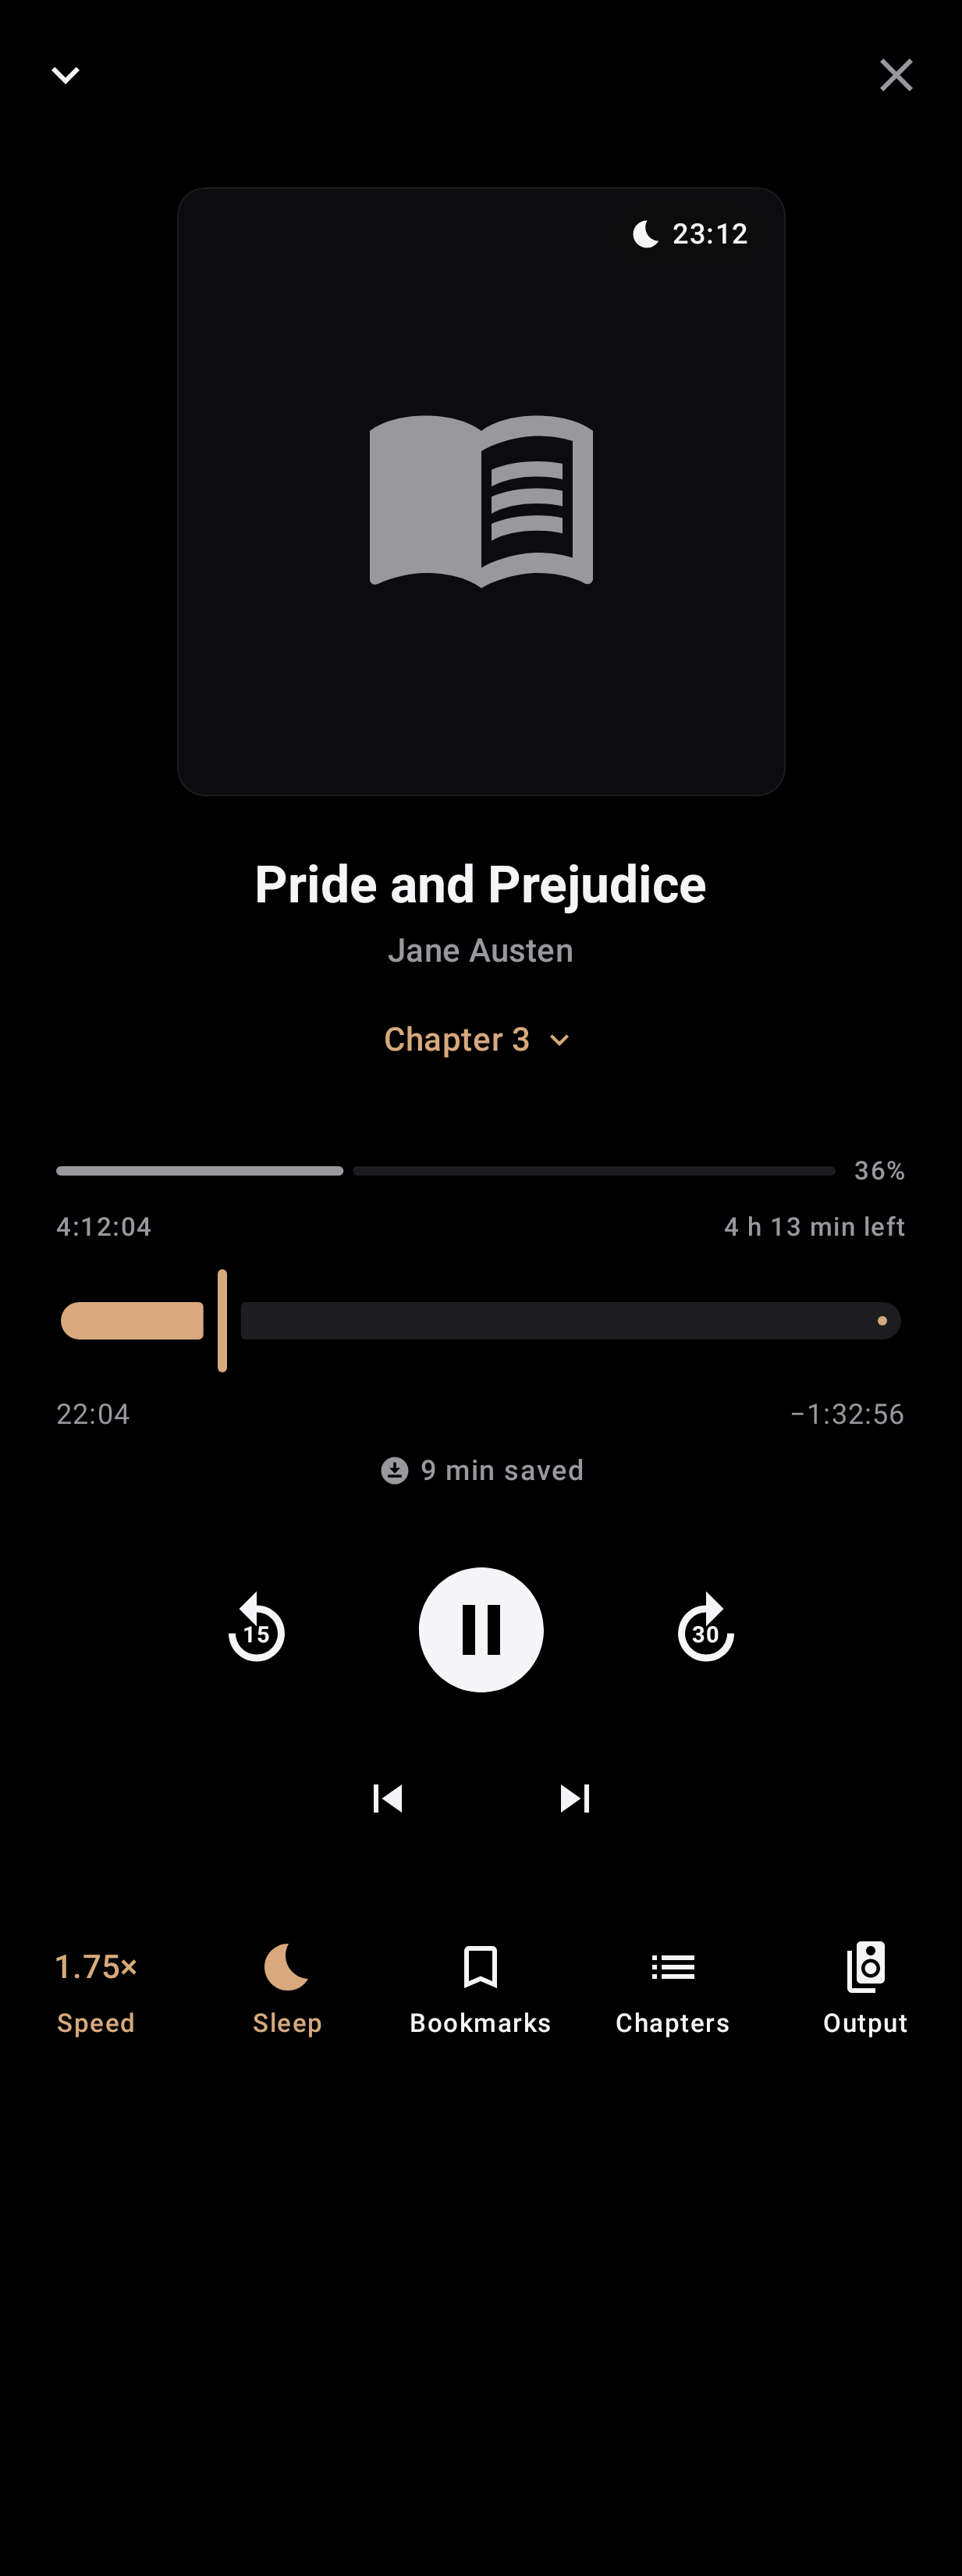 23:12
Pride and Prejudice
Jane Austen
Chapter 3
36%
4:12:04
4 h 13 min left
22:04
−1:32:56
9 min saved
15
30
1.75×
Speed
Sleep
Bookmarks
Chapters
Output